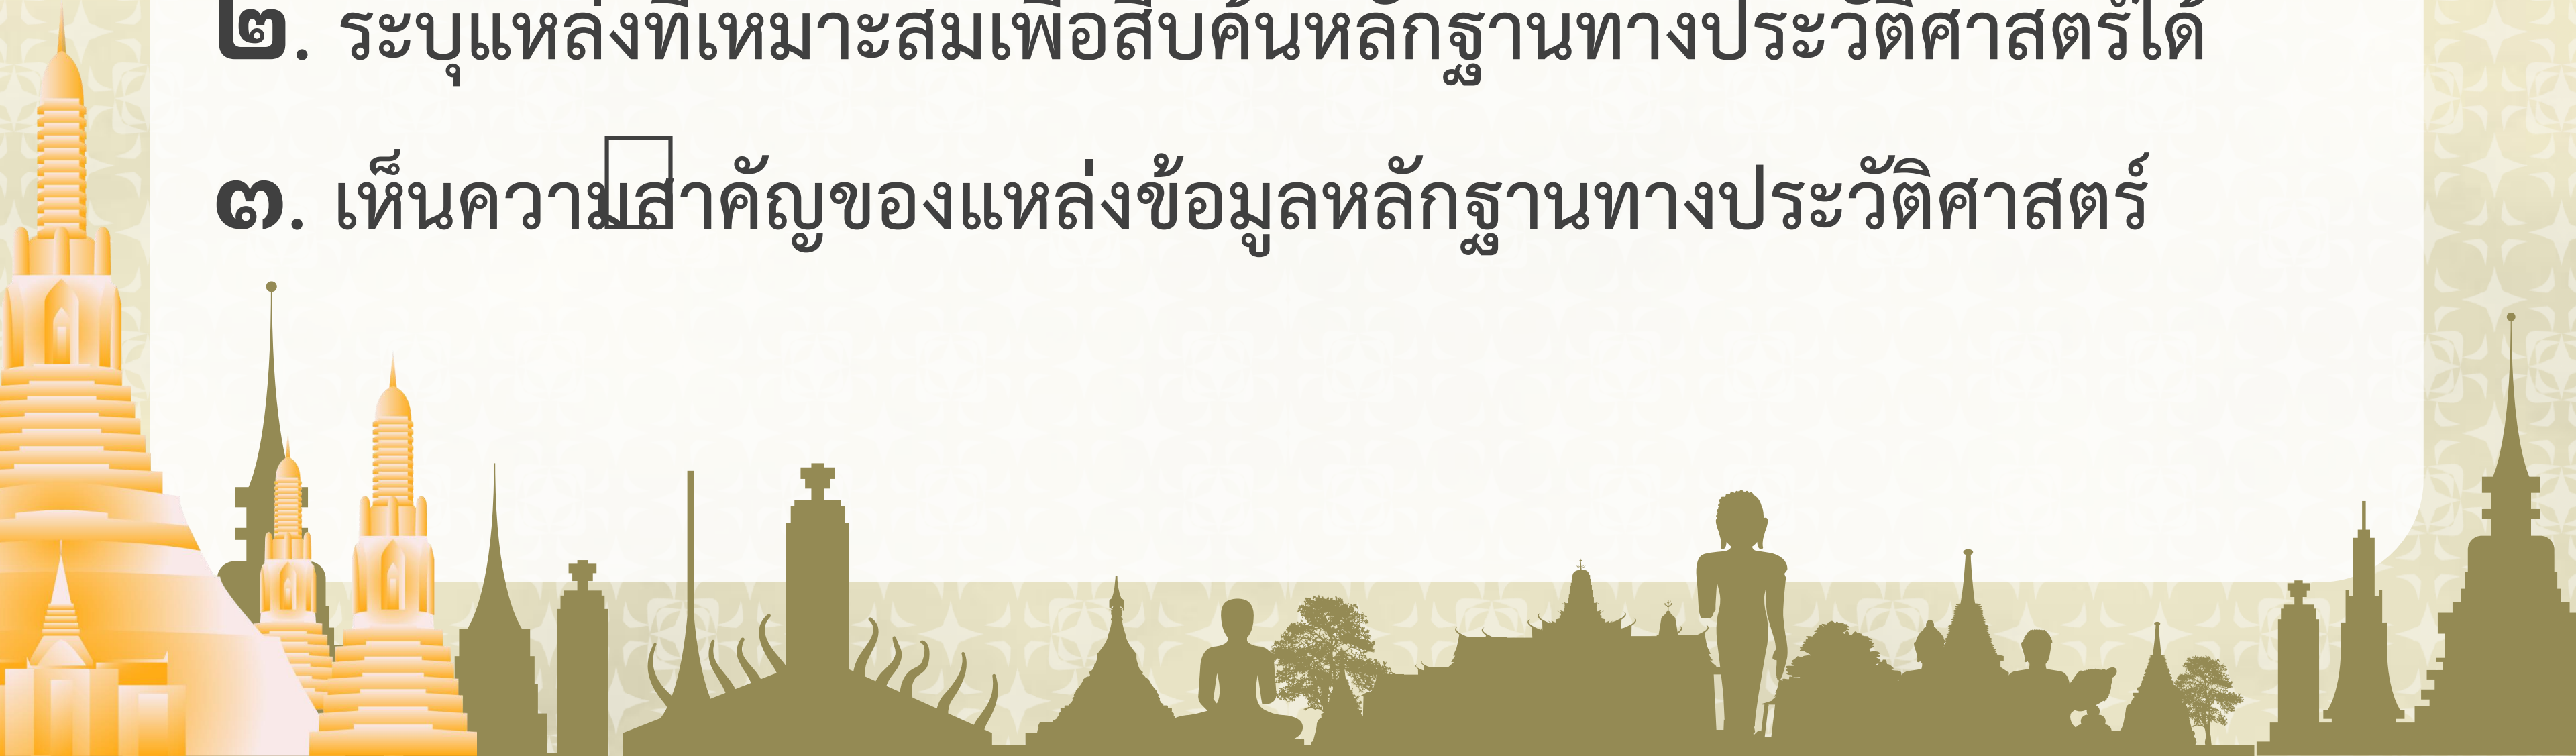 ๒. ระบุแหล่งที่เหมาะสมเพื่อสืบค้นหลักฐานทางประวัติศาสตร์ได้
๓. เห็นความสำคัญของแหล่งข้อมูลหลักฐานทางประวัติศาสตร์